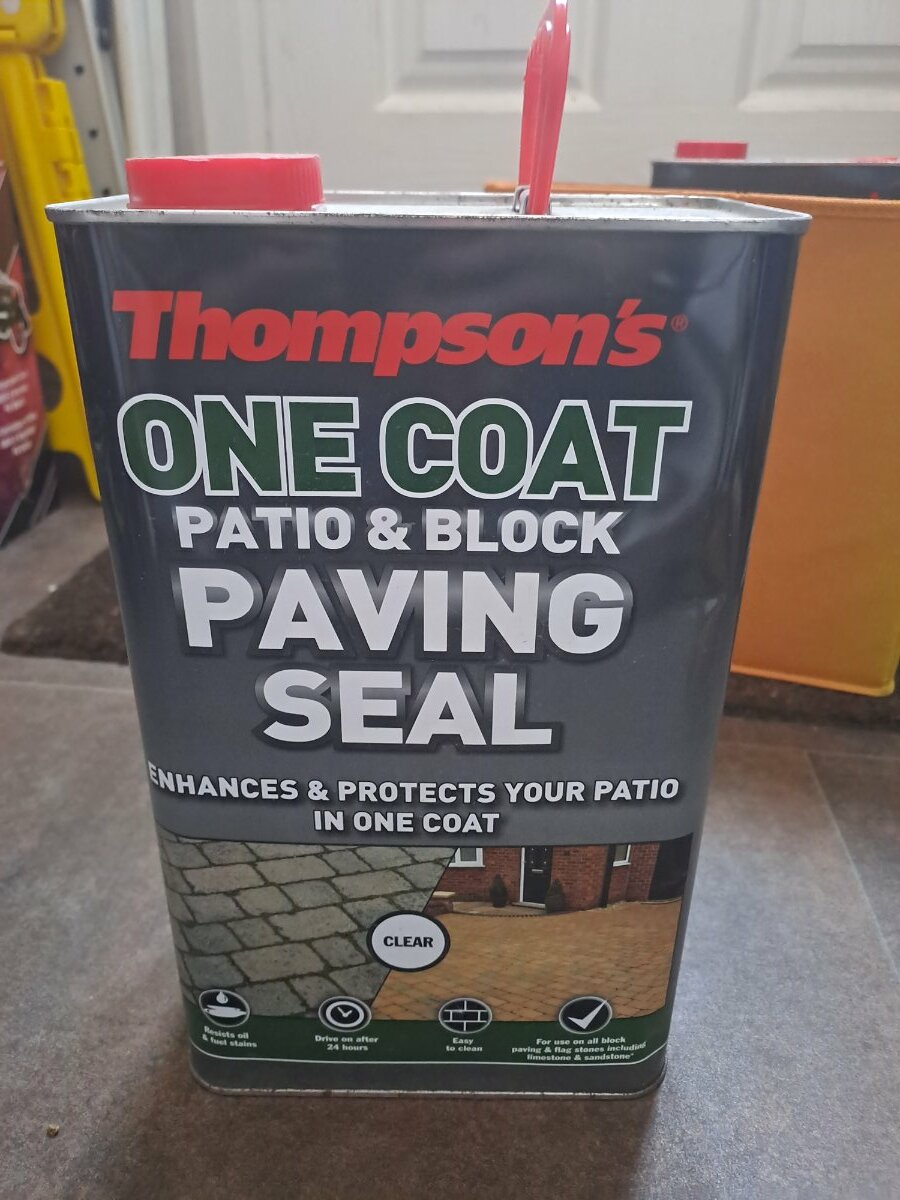 Thompson's®
ONE COAT
PATIO & BLOCK
PAVING
SEAL
ENHANCES & PROTECTS YOUR PATIO
IN ONE COAT
CLEAR
Resists oil
& fuel stains
Drive on after
24 hours
Easy
to clean
For use on all block
paving & flag stones including
limestone & sandstone*